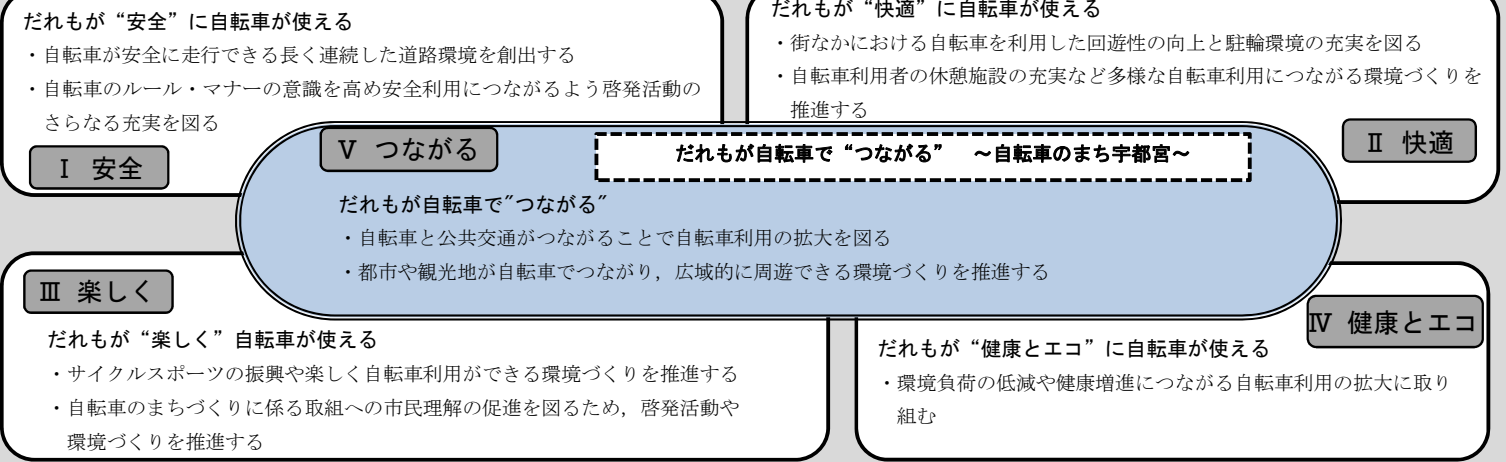 だれもが“安全”に自転車が使える
・自転車が安全に走行できる長く連続した道路環境を創出する
・自転車のルール・マナーの意識を高め安全利用につながるよう啓発活動の
さらなる充実を図る
Ⅰ 安全
だれもが“快適”に自転車が使える
・街なかにおける自転車を利用した回遊性の向上と駐輪環境の充実を図る
・自転車利用者の休憩施設の充実など多様な自転車利用につながる環境づくりを
推進する
Ⅱ 快適
Ⅴ つながる
だれもが自転車で“つながる” ～自転車のまち宇都宮～
だれもが自転車で″つながる″
・自転車と公共交通がつながることで自転車利用の拡大を図る
・都市や観光地が自転車でつながり，広域的に周遊できる環境づくりを推進する
Ⅲ 楽しく
だれもが“楽しく”自転車が使える
・サイクルスポーツの振興や楽しく自転車利用ができる環境づくりを推進する
・自転車のまちづくりに係る取組への市民理解の促進を図るため，啓発活動や
環境づくりを推進する
Ⅳ 健康とエコ
だれもが“健康とエコ”に自転車が使える
・環境負荷の低減や健康増進につながる自転車利用の拡大に取り
組む